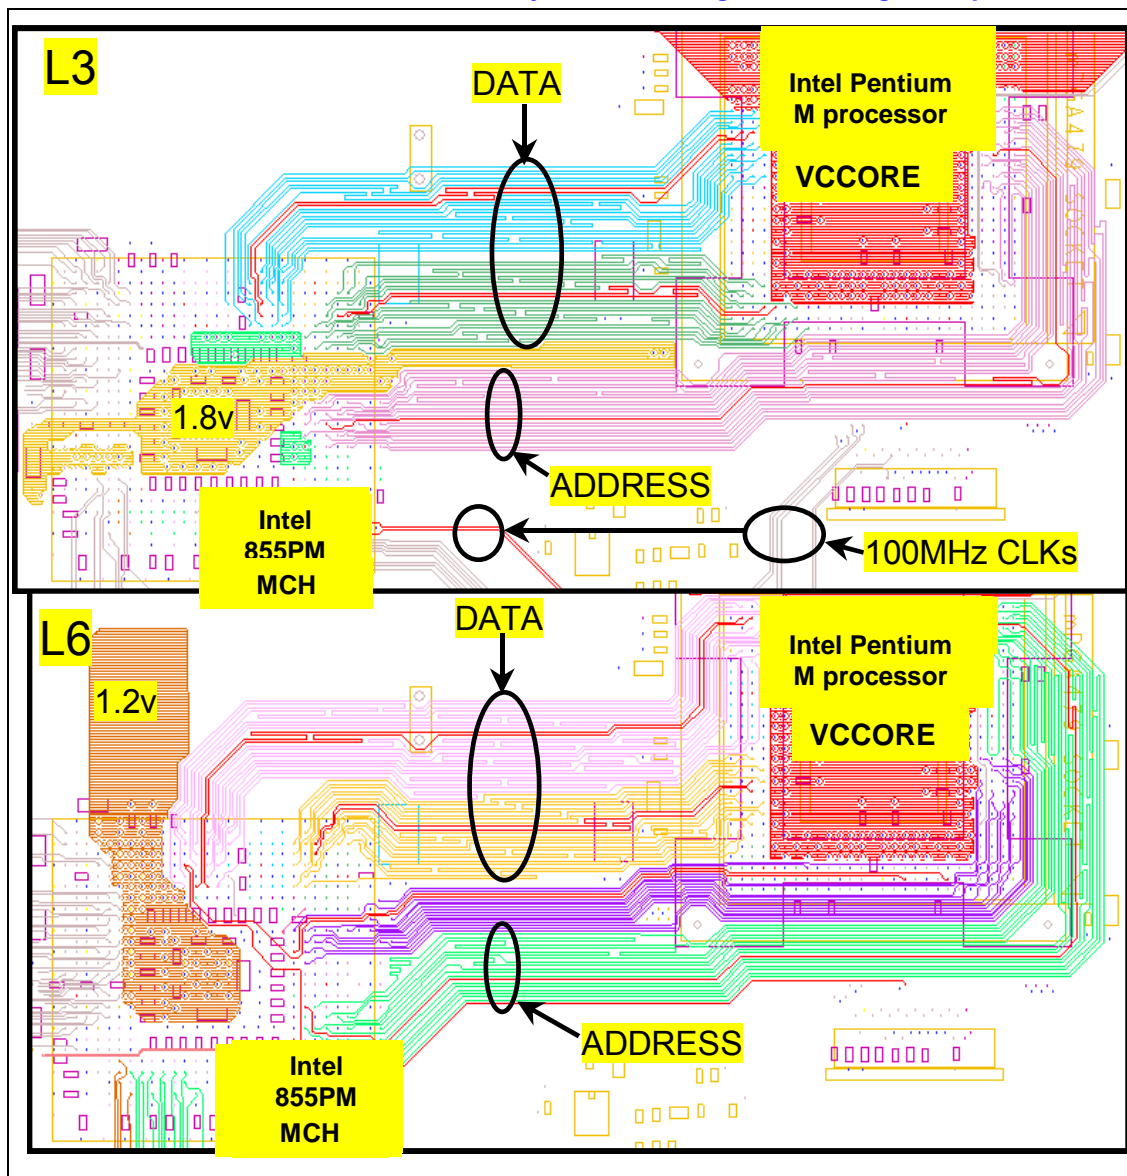 L3
DATA
Intel Pentium
M processor
VCCORE
1.8v
ADDRESS
Intel
855PM
MCH
100MHz CLKs
L6
DATA
Intel Pentium
M processor
VCCORE
1.2v
ADDRESS
Intel
855PM
MCH